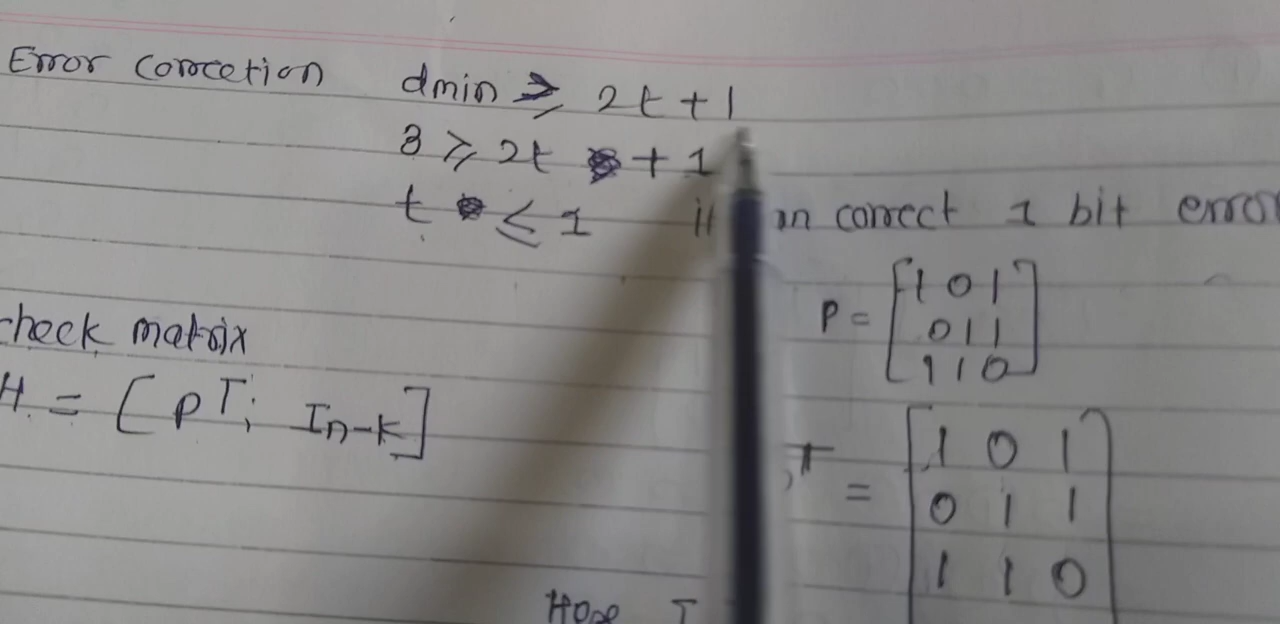 Error Correction dmin ≥ 2t + 1
3 ≥ 2t + 1
t ≤ 1 it can correct 1 bit error
P = [1 0 1
0 1 1
1 1 0]
check matrix
H = [PT; In-k]
T = [1 0 1
0 1 1
1 1 0